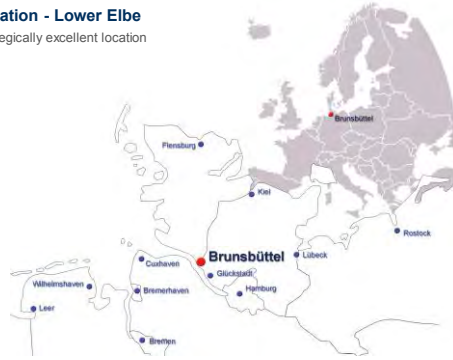 ation - Lower Elbe
egically excellent location
Brunsbüttel
Flensburg
Kiel
Rostock
Brunsbüttel
Lübeck
Cuxhaven
Glückstadt
Wilhelmshaven
Bremerhaven
Hamburg
Leer
Bremen